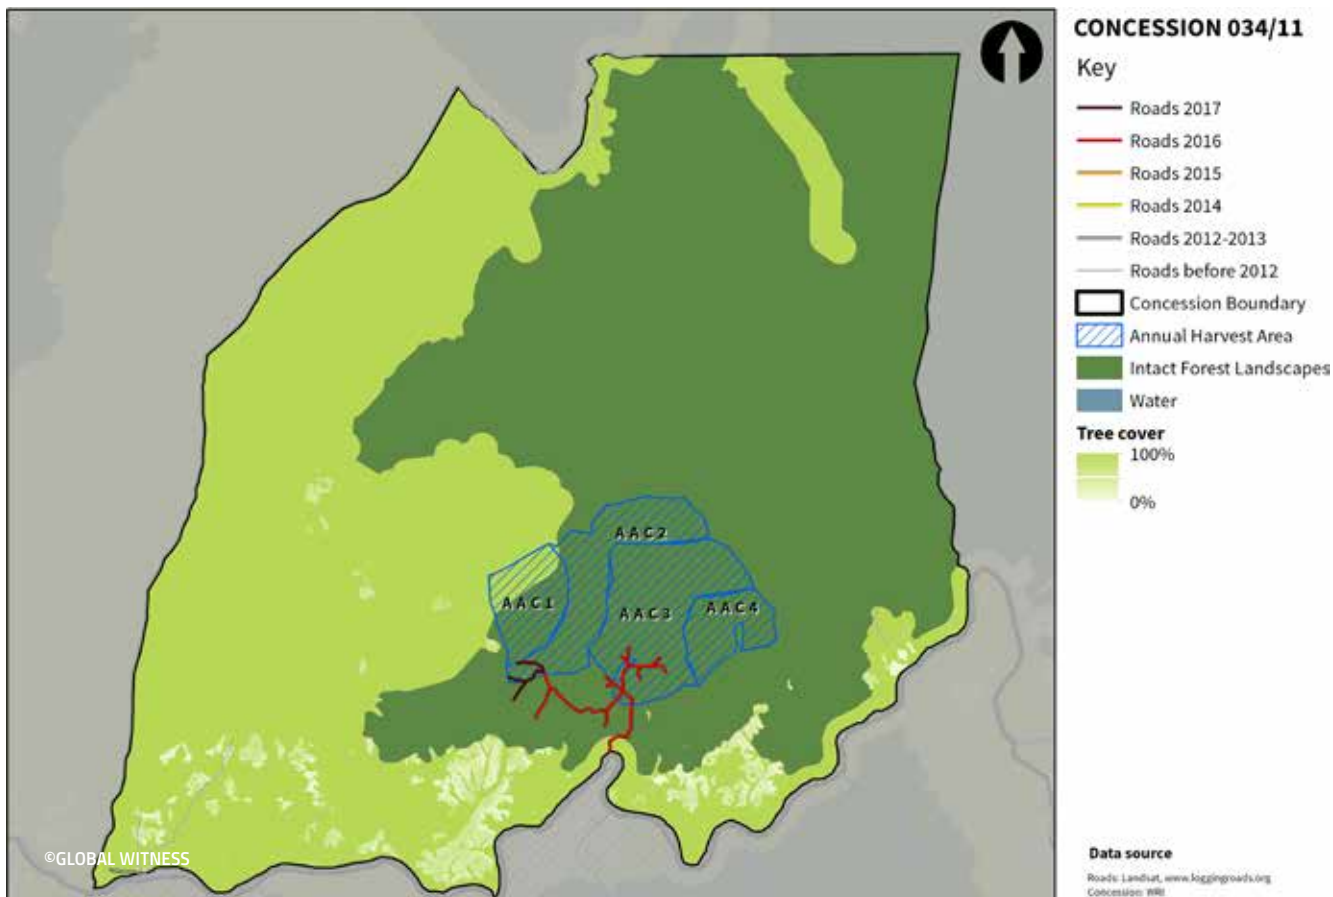 CONCESSION 034/11
Key
Roads 2017
Roads 2016
Roads 2015
Roads 2014
Roads 2012-2013
Roads before 2012
Concession Boundary
Annual Harvest Area
Intact Forest Landscapes
Water
Tree cover
100%
0%
AAC2
AAC1
AAC3
AAC4
©GLOBAL WITNESS
Data source
Roads: Landsat, www.loggingroads.org
Concession: WRI